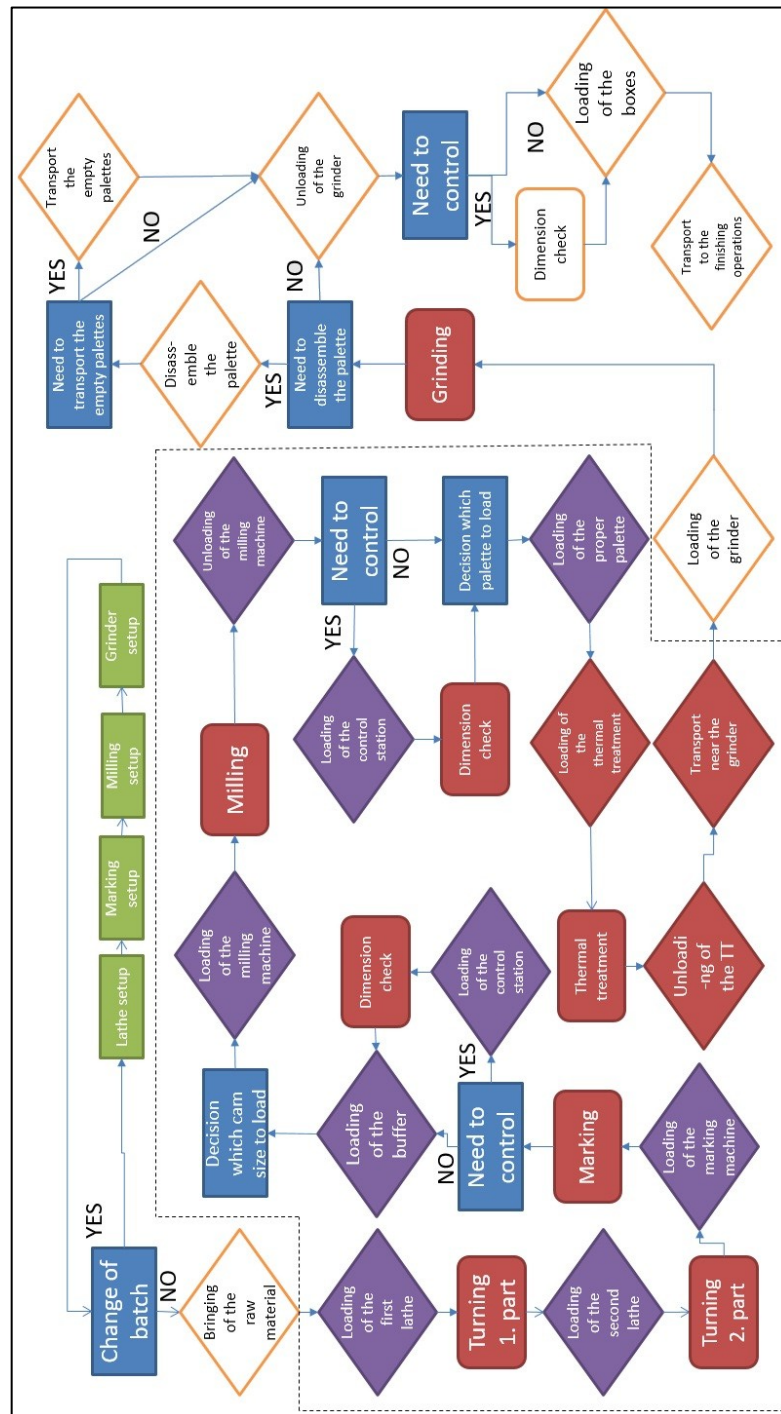 Change of
batch
YES
NO
Lathe setup
Marking
setup
Milling
setup
Grinder
setup
Bringing
of the raw
material
Loading
of the
first
lathe
Turning
1. part
Loading
of the
second
lathe
Turning
2. part
Loading
of the
marking
machine
Marking
Need to
control
NO
YES
Loading
of the
control
station
Dimension
check
Loading
of the
buffer
Decision
which cam
size to load
Loading
of the
milling
machine
Milling
Unloading
of the
milling
machine
Need to
control
YES
NO
Loading
of the
control
station
Dimension
check
Decision which
palette to load
Loading
of the
proper
palette
Loading of
the
thermal
treatment
Thermal
treatment
Unloadi
-ng of
the TT
Transport
near the
grinder
Loading
of the
grinder
Grinding
Need to
disassemble
the palette
YES
NO
Disass-
emble the
palette
Need to
transport the
empty palettes
YES
NO
Transport
the
empty
palettes
Unloading
of the
grinder
Need to
control
YES
NO
Dimension
check
Loading
of the
boxes
Transport
to the
finishing
operations